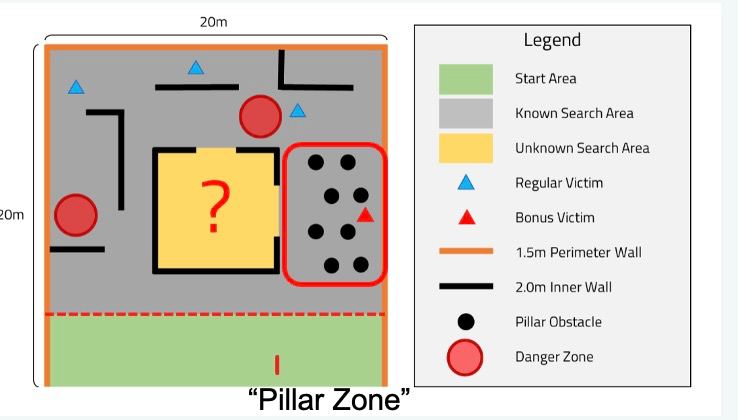 20m
Legend
Start Area
Known Search Area
Unknown Search Area
Regular Victim
Bonus Victim
1.5m Perimeter Wall
2.0m Inner Wall
Pillar Obstacle
Danger Zone
?
20m
“Pillar Zone”